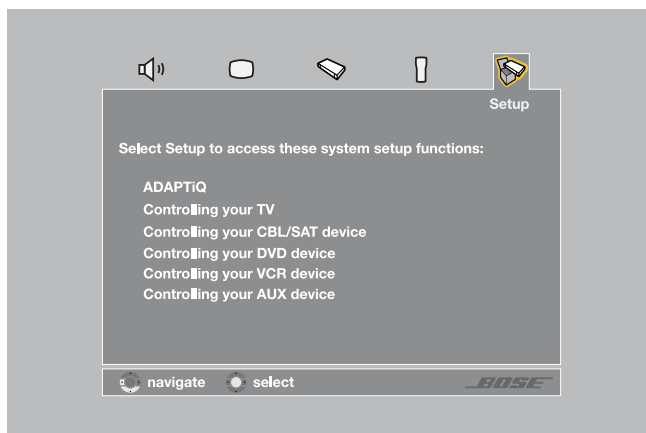 Setup
Select Setup to access these system setup functions:
ADAPTiQ
Controlling your TV
Controlling your CBL/SAT device
Controlling your DVD device
Controlling your VCR device
Controlling your AUX device
navigate select BOSE